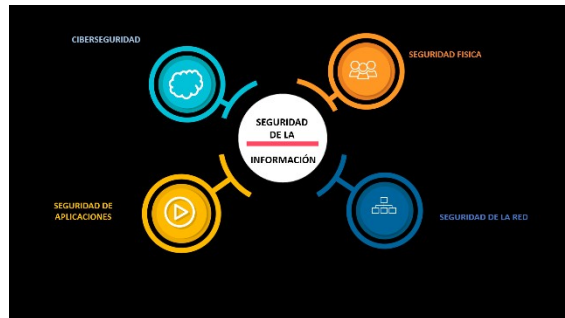 CIBERSEGURIDAD
SEGURIDAD FISICA
SEGURIDAD
DE LA
INFORMACIÓN
SEGURIDAD DE
APLICACIONES
SEGURIDAD DE LA RED